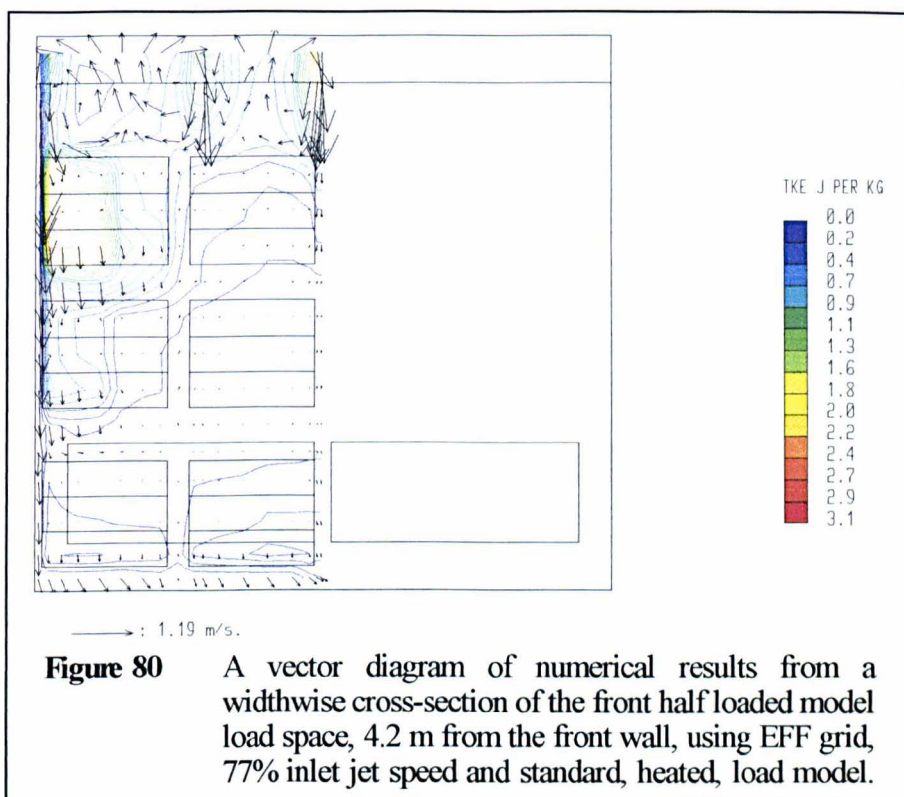 TKE J PER KG
0.0
0.2
0.4
0.7
0.9
1.1
1.3
1.6
1.8
2.0
2.2
2.4
2.7
2.9
3.1
: 1.19 m/s.
Figure 80 A vector diagram of numerical results from a
widthwise cross-section of the front half loaded model
load space, 4.2 m from the front wall, using EFF grid,
77% inlet jet speed and standard, heated, load model.